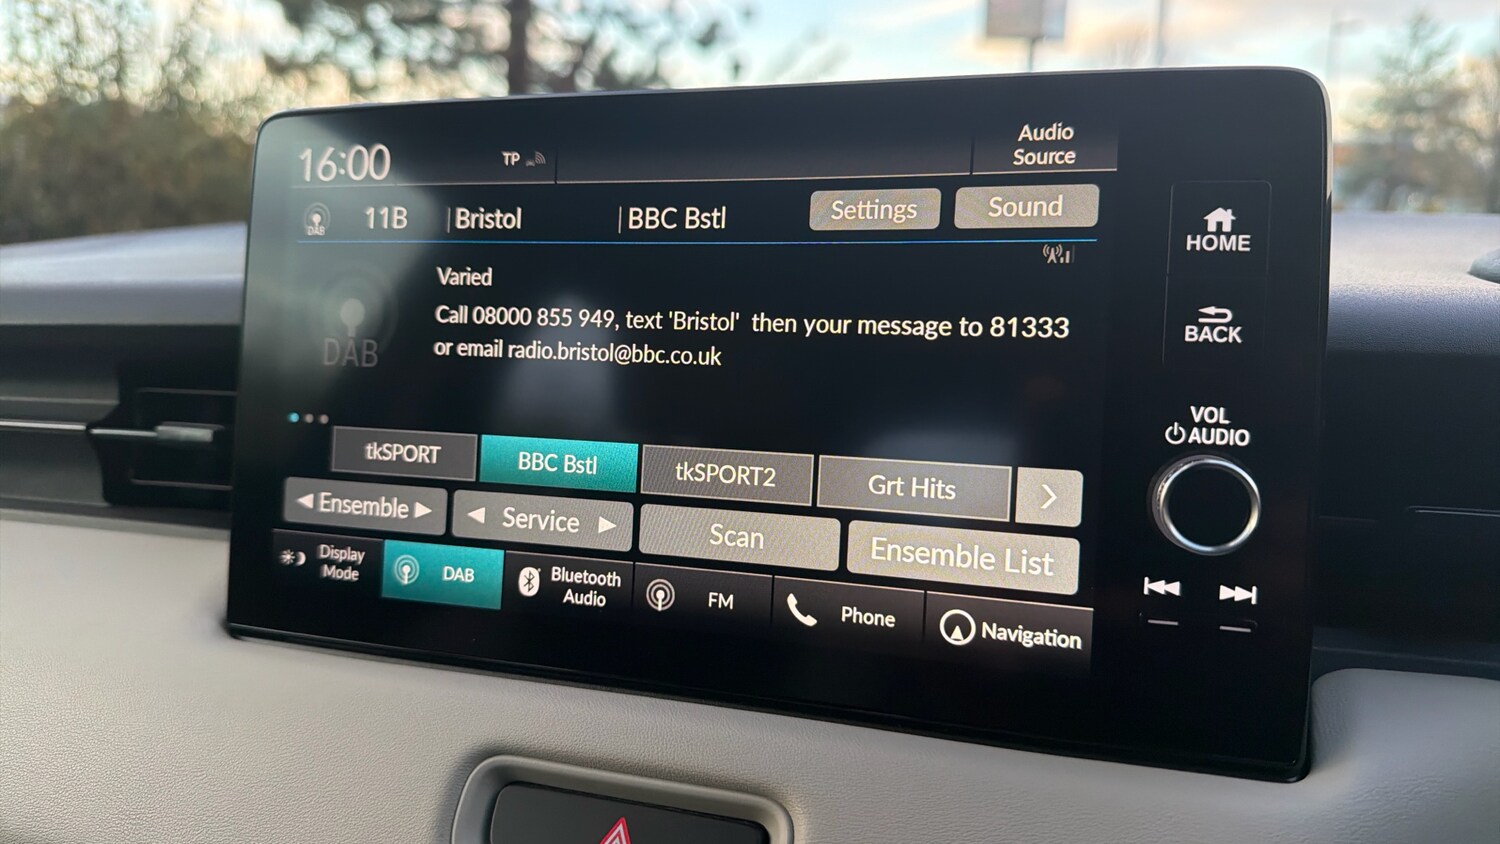 16:00
TP
Audio
Source
DAB
11B
Bristol
BBC Bstl
Settings
Sound
HOME
Varied
Call 08000 855 949, text 'Bristol'  then your message to 81333
or email radio.bristol@bbc.co.uk
DAB
BACK
VOL
AUDIO
tkSPORT
BBC Bstl
tkSPORT2
Grt Hits
Ensemble
Service
Scan
Ensemble List
Display
Mode
DAB
Bluetooth
Audio
FM
Phone
Navigation